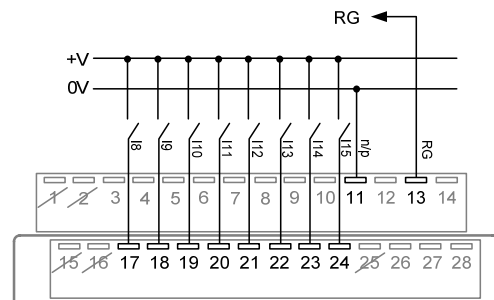 RG
+V
0V
I8 I9 I10 I11 I12 I13 I14 I15 n/p RG
1 2 3 4 5 6 7 8 9 10 11 12 13 14
15 16 17 18 19 20 21 22 23 24 25 26 27 28